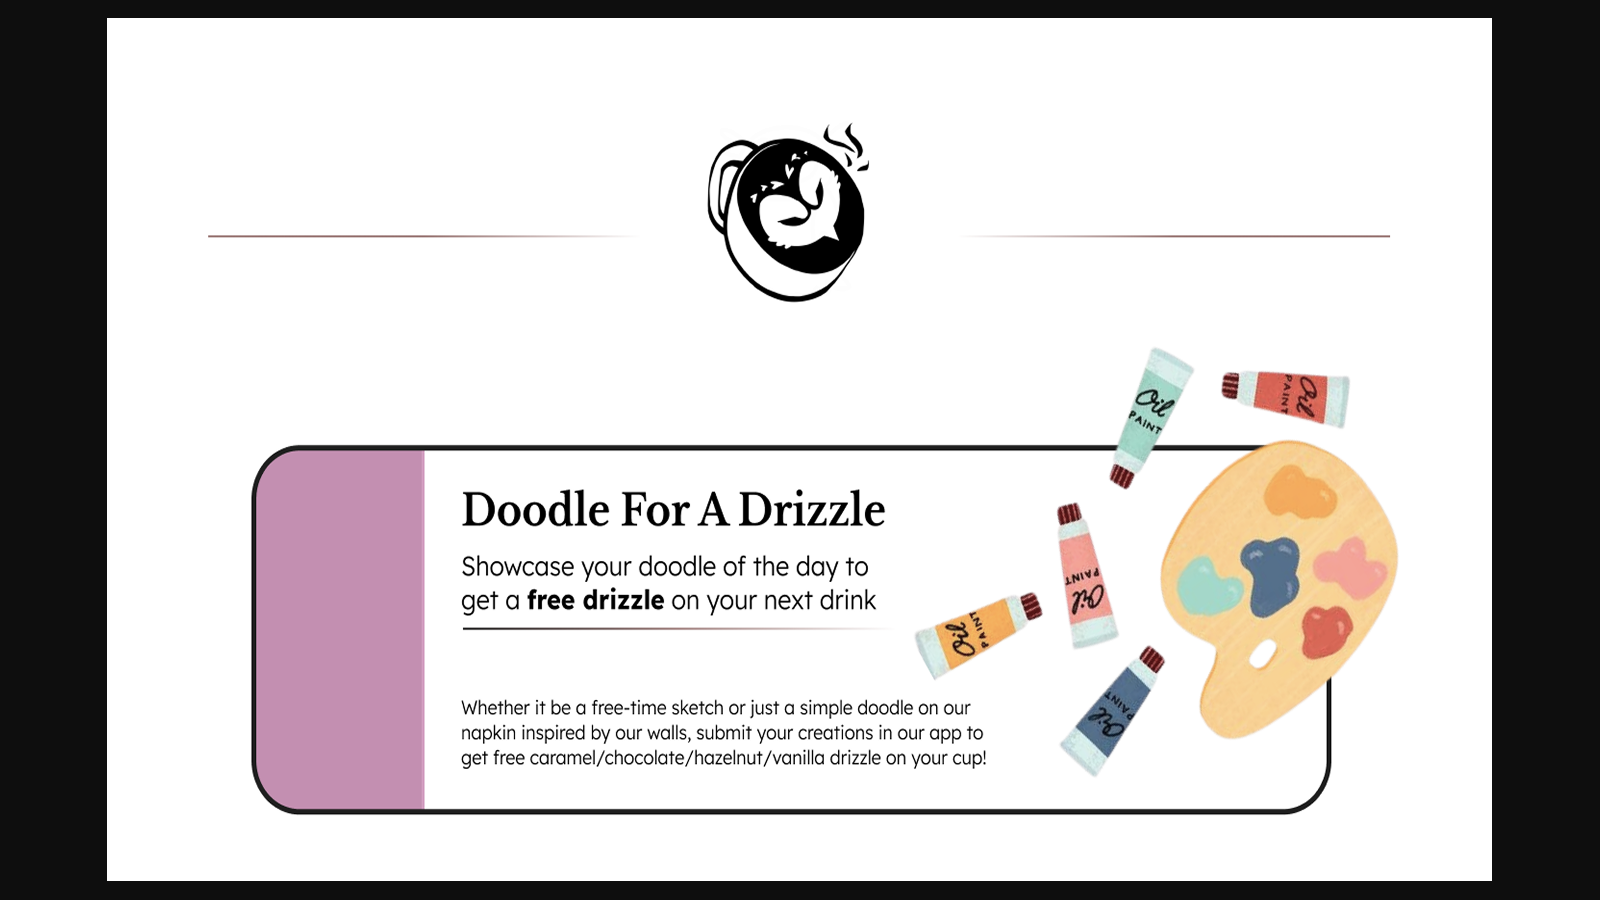 Oil
PAINT
Oil
PAINT
Doodle For A Drizzle
Showcase your doodle of the day to
get a free drizzle on your next drink
Oil
PAINT
Oil
PAINT
Oil
PAINT
Whether it be a free-time sketch or just a simple doodle on our
napkin inspired by our walls, submit your creations in our app to
get free caramel/chocolate/hazelnut/vanilla drizzle on your cup!